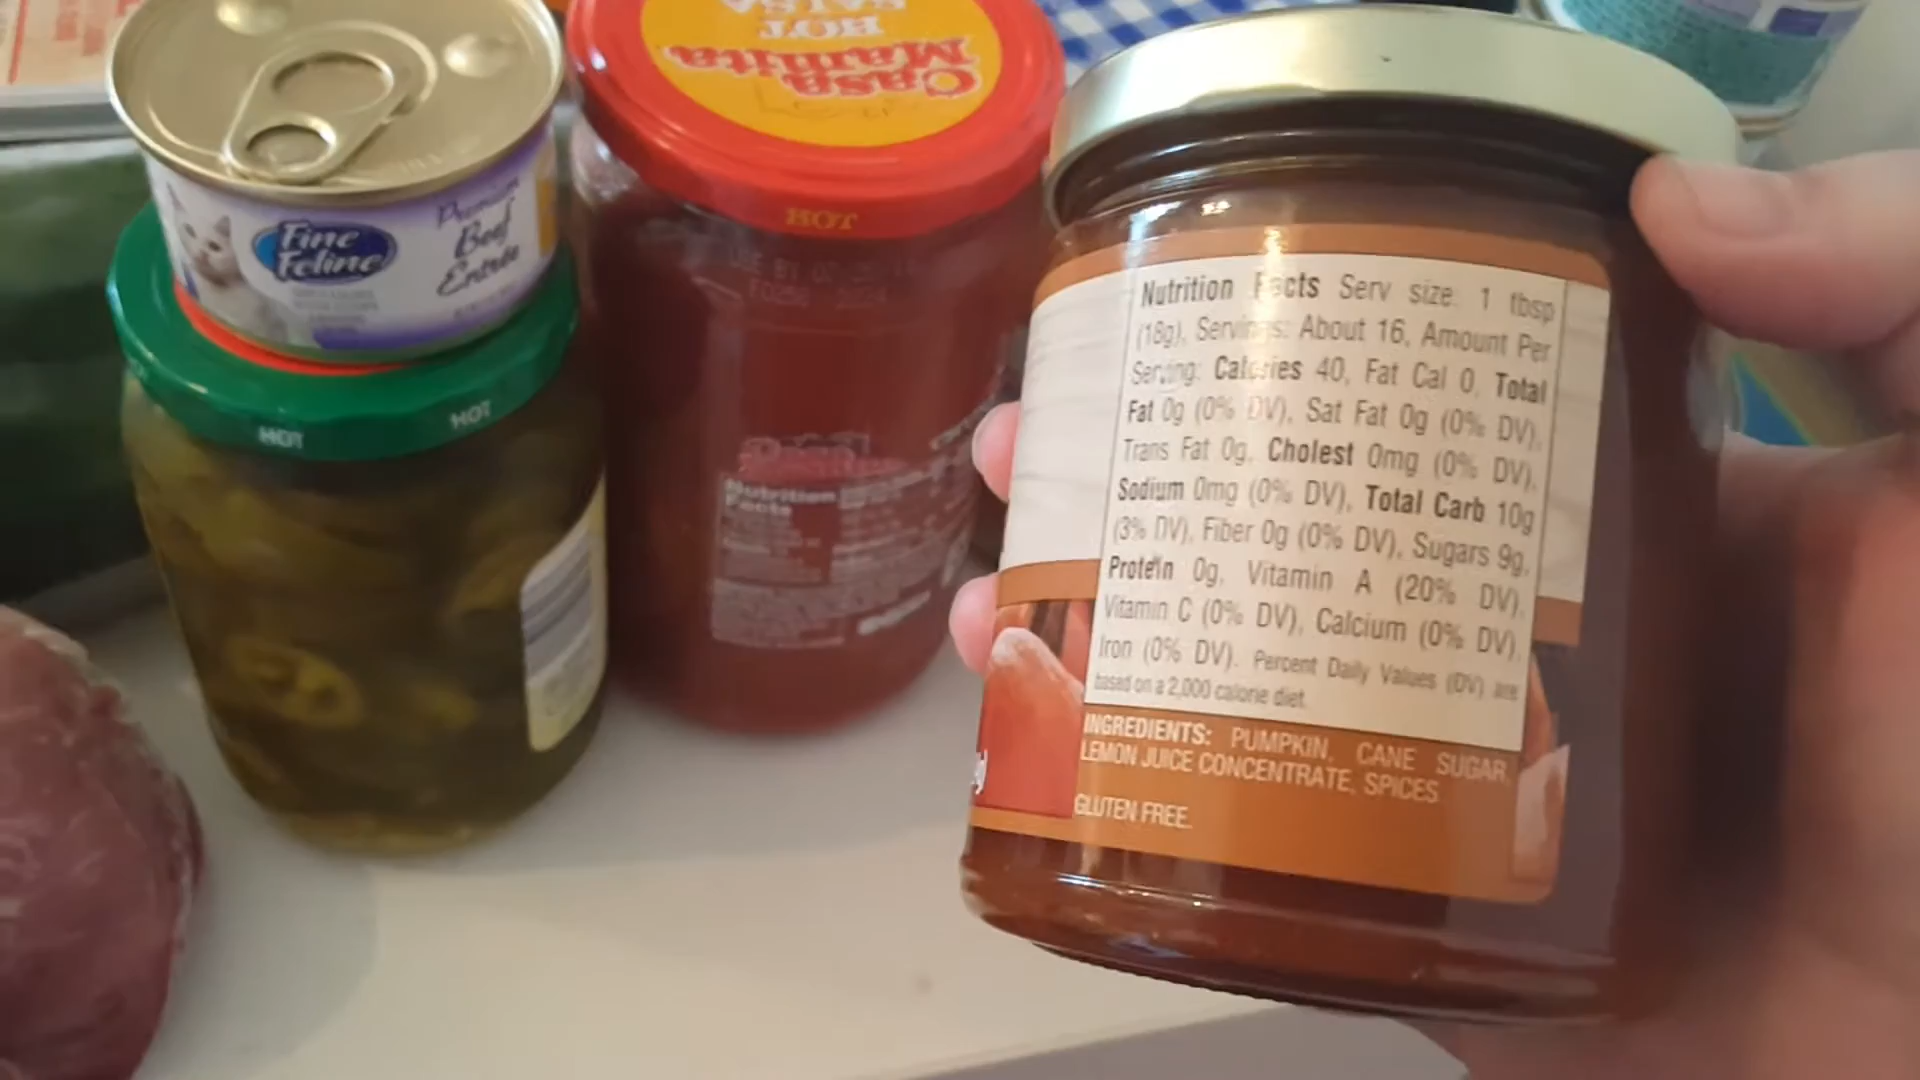 Casa
Mamita
HOT
SALSA
HOT
Fine
Feline
Premium
Beef
Entrée
HOT
HOT
Nutrition
Facts
Nutrition Facts Serv size: 1 tbsp
(18g), Servings: About 16, Amount Per
Serving: Calories 40, Fat Cal 0, Total
Fat 0g (0% DV), Sat Fat 0g (0% DV),
Trans Fat 0g, Cholest 0mg (0% DV),
Sodium 0mg (0% DV), Total Carb 10g
(3% DV), Fiber 0g (0% DV), Sugars 9g,
Protein 0g, Vitamin A (20% DV),
Vitamin C (0% DV), Calcium (0% DV),
Iron (0% DV). Percent Daily Values (DV) are
based on a 2,000 calorie diet.
INGREDIENTS: PUMPKIN, CANE SUGAR,
LEMON JUICE CONCENTRATE, SPICES
GLUTEN FREE.